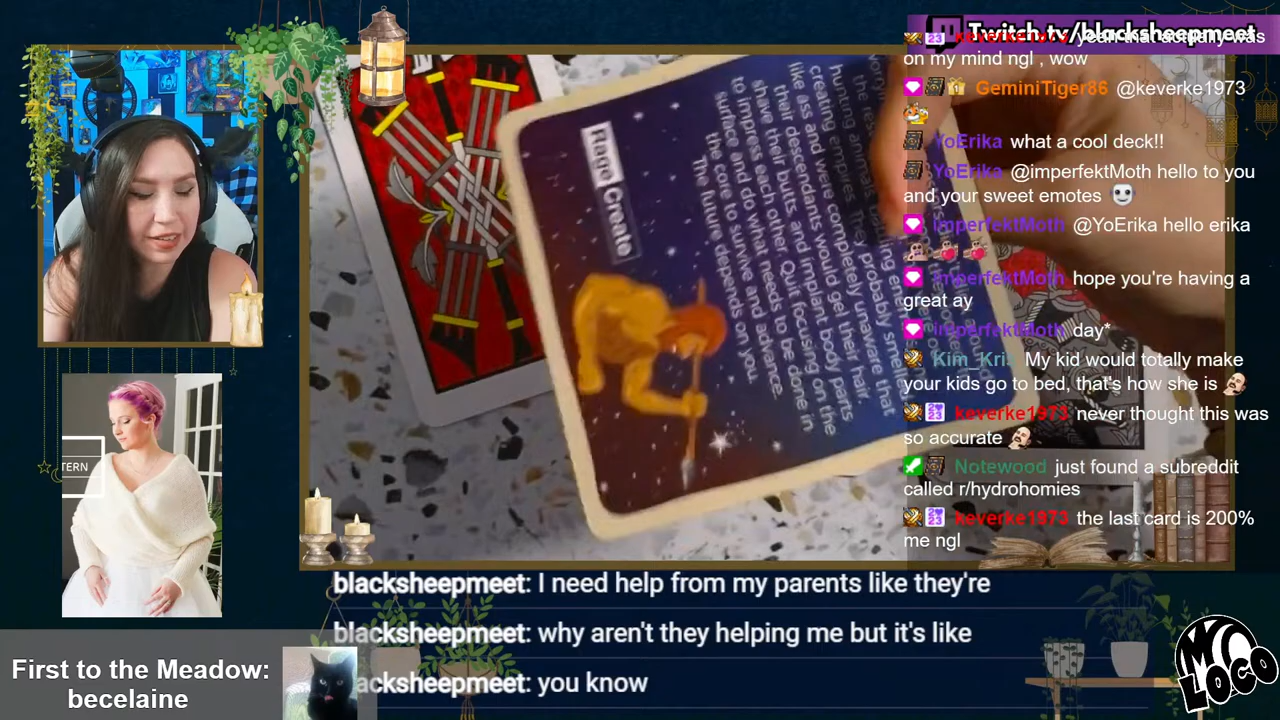 Twitch.tv/blacksheepmeet
keverke1973 yeah that actually was
on my mind ngl , wow
GeminiTiger86 @keverke1973
YoErika what a cool deck!!
YoErika @imperfektMoth hello to you
and your sweet emotes
imperfektMoth @YoErika hello erika
imperfektMoth hope you're having a
great ay
imperfektMoth day*
Kim_Kris My kid would totally make
your kids go to bed, that's how she is
keverke1973 never thought this was
so accurate
Notewood just found a subreddit
called r/hydrohomies
keverke1973 the last card is 200%
me ngl
Rage Create
hunting animals
creating empires. They probably smelled
like ass and were completely unaware that
their descendants would get their hair,
shave their butts, and implant body parts
to impress each other. Quit focusing on the
surface and do what needs to be done in
the core to survive and advance.
The future depends on you.
TERN
blacksheepmeet: I need help from my parents like they're
blacksheepmeet: why aren't they helping me but it's like
acksheepmeet: you know
First to the Meadow:
becelaine
MC
LOCO